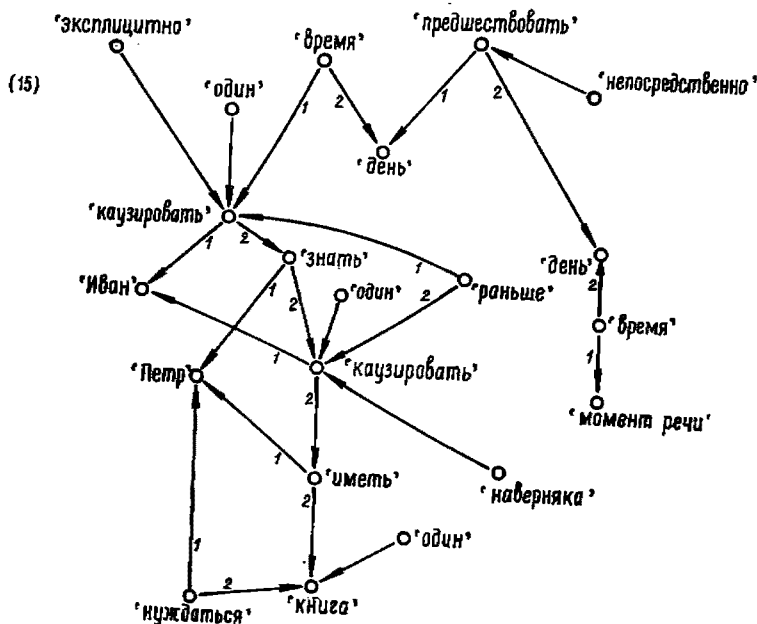 'эксплицитно'
'время'
'предшествовать'
(15)
'один'
'непосредственно'
1
2
1
2
'день'
'каузировать'
1
2
'знать'
1
'день'
'Иван'
1
2
'один'
2
'раньше'
2
'время'
1
'Петр'
1
'каузировать'
2
'момент речи'
1
'иметь'
2
'наверняка'
'один'
1
2
'нуждаться'
'книга'